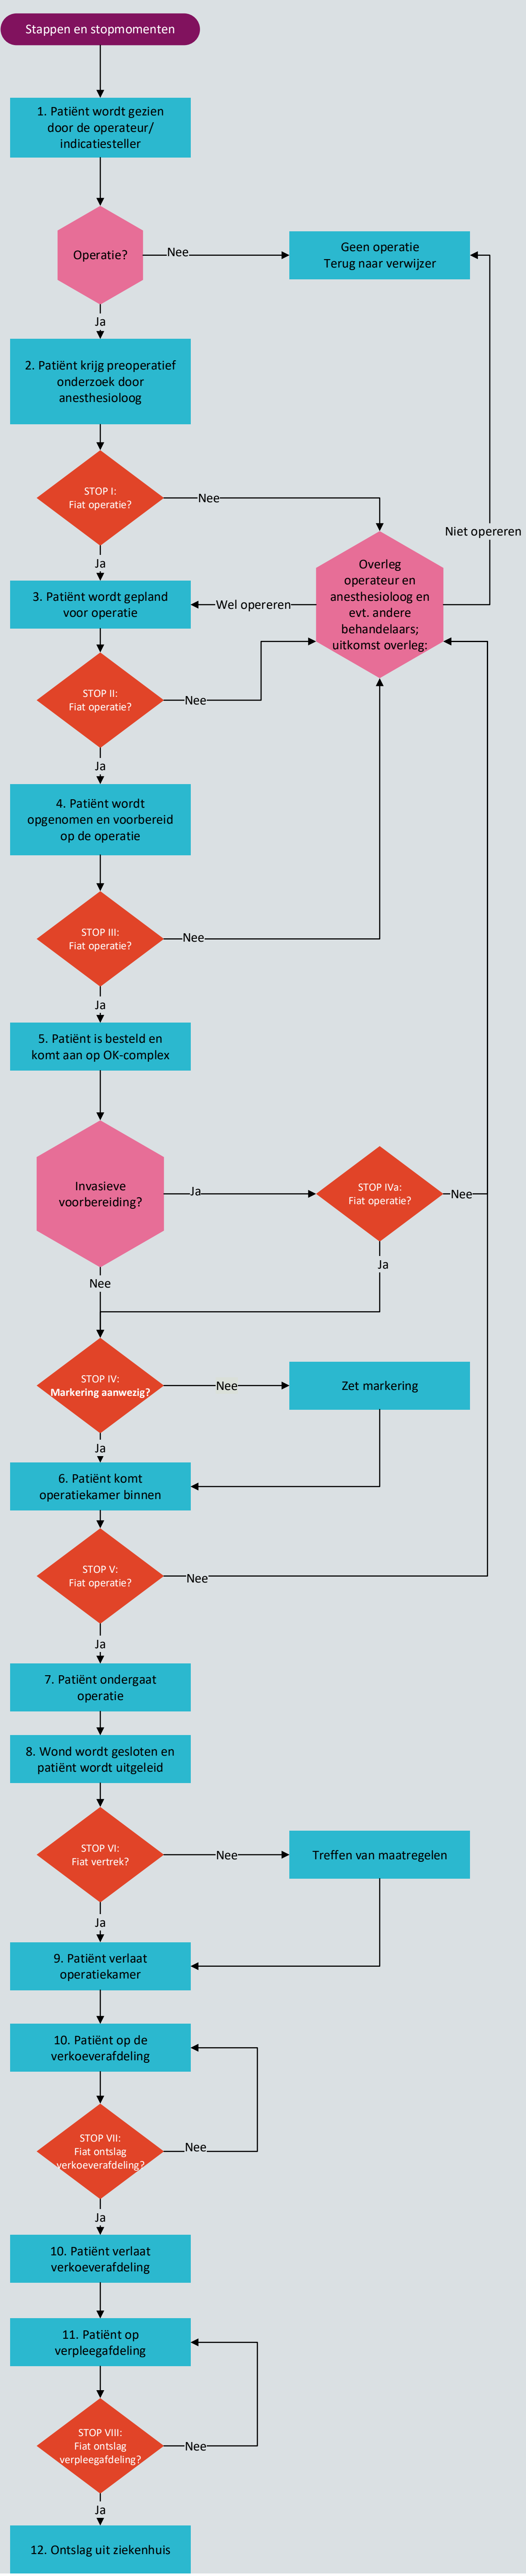 Stappen en stopmomenten
1. Patiënt wordt gezien
door de operateur/
indicatiesteller
Operatie?
Nee
Geen operatie
Terug naar verwijzer
Ja
2. Patiënt krijg preoperatief
onderzoek door
anesthesioloog
STOP I:
Fiat operatie?
Nee
Niet opereren
Overleg
operateur en
anesthesioloog en
evt. andere
behandelaars;
uitkomst overleg:
Ja
3. Patiënt wordt gepland
voor operatie
Wel opereren
STOP II:
Fiat operatie?
Nee
Ja
4. Patiënt wordt
opgenomen en voorbereid
op de operatie
STOP III:
Fiat operatie?
Nee
Ja
5. Patiënt is besteld en
komt aan op OK-complex
Invasieve
voorbereiding?
Ja
STOP IVa:
Fiat operatie?
Nee
Ja
Nee
STOP IV:
Markering aanwezig?
Nee
Zet markering
Ja
6. Patiënt komt
operatiekamer binnen
STOP V:
Fiat operatie?
Nee
Ja
7. Patiënt ondergaat
operatie
8. Wond wordt gesloten en
patiënt wordt uitgeleid
STOP VI:
Fiat vertrek?
Nee
Treffen van maatregelen
Ja
9. Patiënt verlaat
operatiekamer
10. Patiënt op de
verkoeverafdeling
STOP VII:
Fiat ontslag
verkoeverafdeling?
Nee
Ja
10. Patiënt verlaat
verkoeverafdeling
11. Patiënt op
verpleegafdeling
STOP VIII:
Fiat ontslag
verpleegafdeling?
Nee
Ja
12. Ontslag uit ziekenhuis